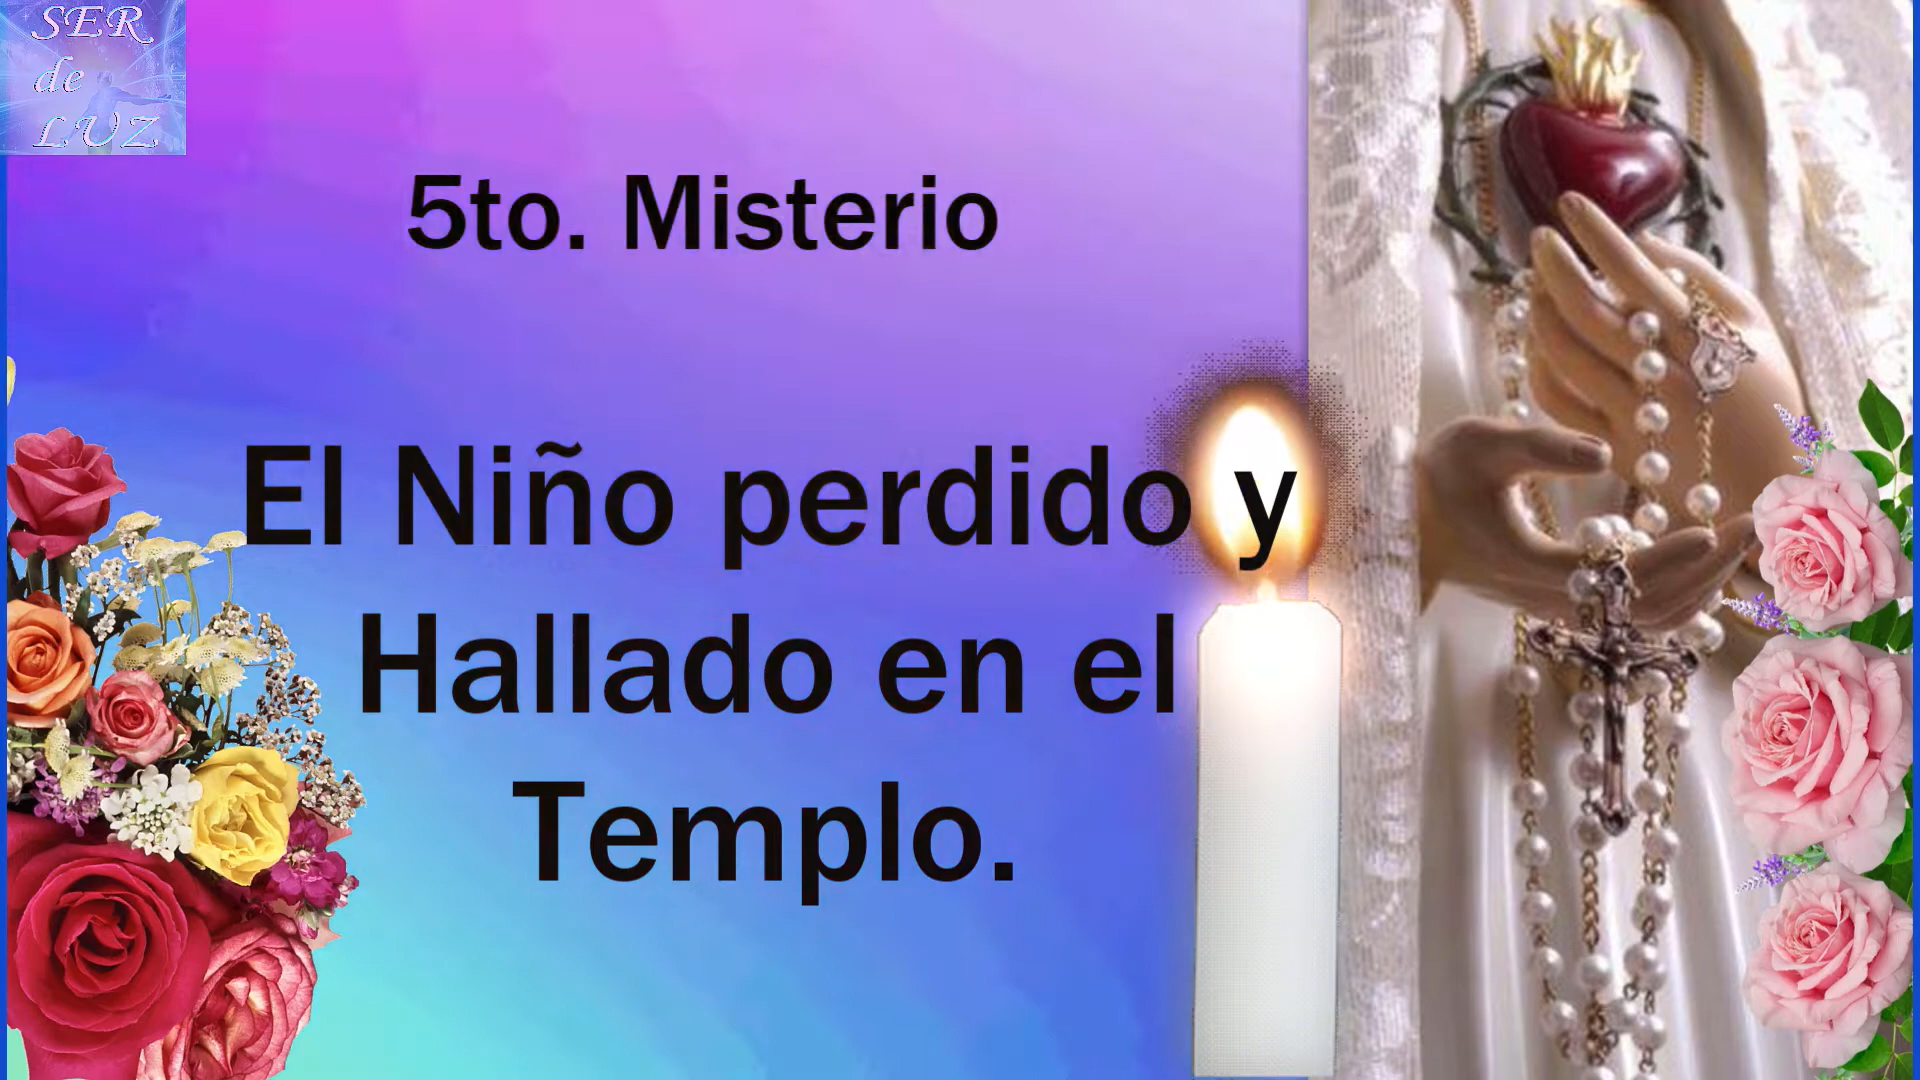 SER
de
LUZ
5to. Misterio
El Niño perdido y
Hallado en el
Templo.